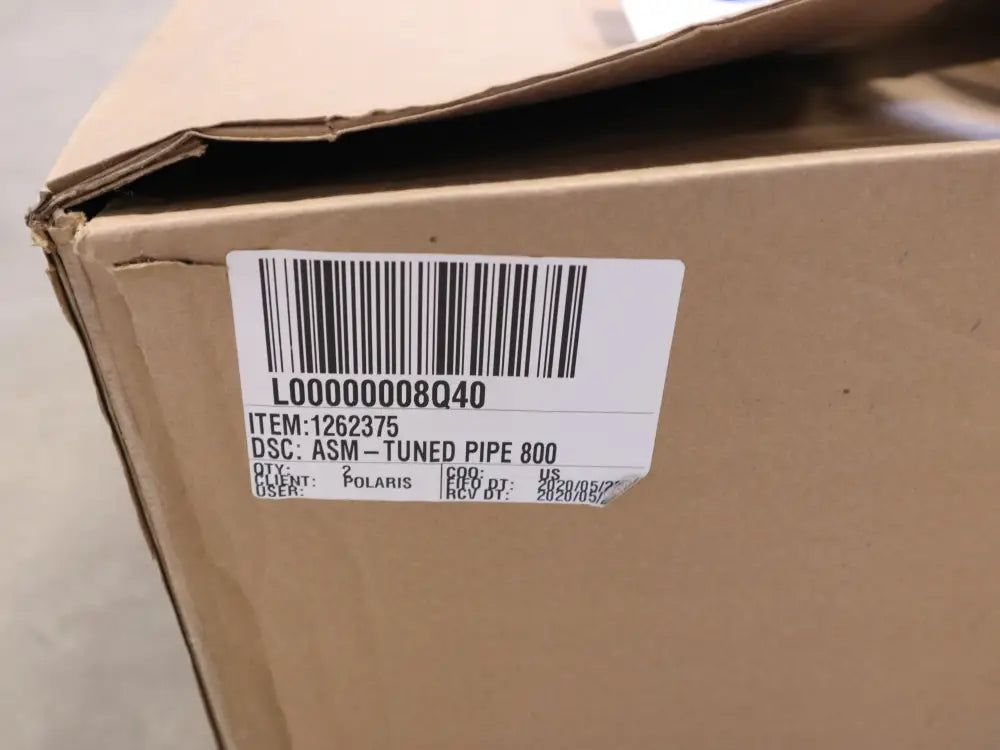 L00000008Q40
ITEM:1262375
DSC: ASM-TUNED PIPE 800
QTY: 2 COO: US
CLIENT: POLARIS FIFO DT: 2020/05/2
USER: RCV DT: 2020/05/